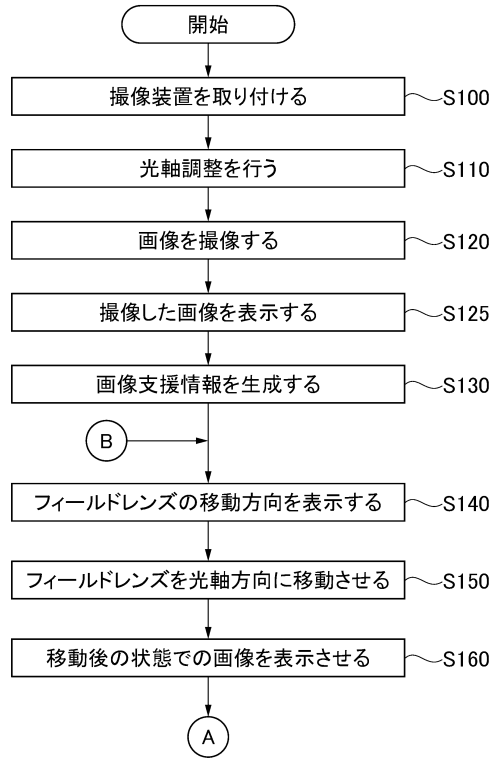 開始
撮像装置を取り付ける
S100
光軸調整を行う
S110
画像を撮像する
S120
撮像した画像を表示する
S125
画像支援情報を生成する
S130
B
フィールドレンズの移動方向を表示する
S140
フィールドレンズを光軸方向に移動させる
S150
移動後の状態での画像を表示させる
S160
A